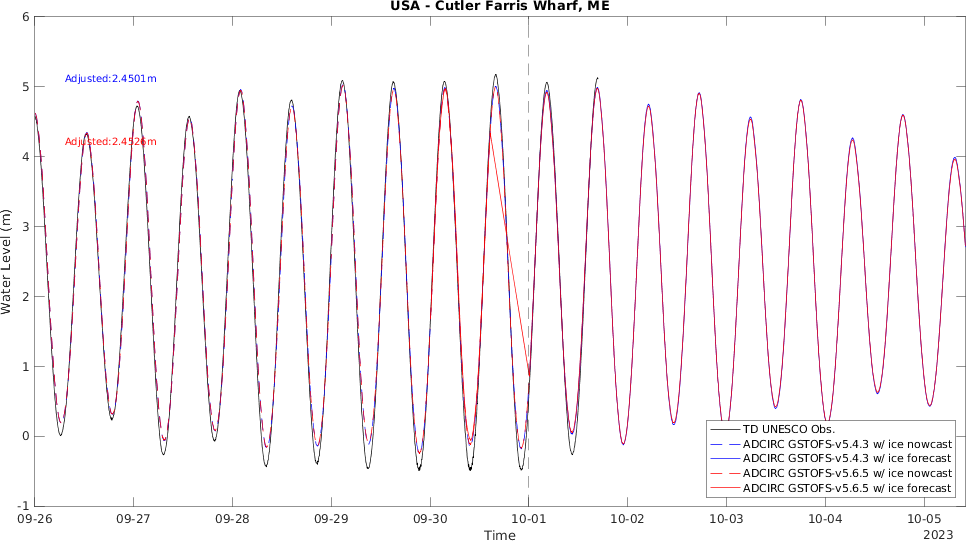 USA - Cutler Farris Wharf, ME
6
5
4
3
2
1
0
-1
Water Level (m)
Adjusted:2.4501m
Adjusted:2.4526m
TD UNESCO Obs.
ADCIRC GSTOFS-v5.4.3 w/ ice nowcast
ADCIRC GSTOFS-v5.4.3 w/ ice forecast
ADCIRC GSTOFS-v5.6.5 w/ ice nowcast
ADCIRC GSTOFS-v5.6.5 w/ ice forecast
09-26 09-27 09-28 09-29 09-30 10-01 10-02 10-03 10-04 10-05
Time
2023